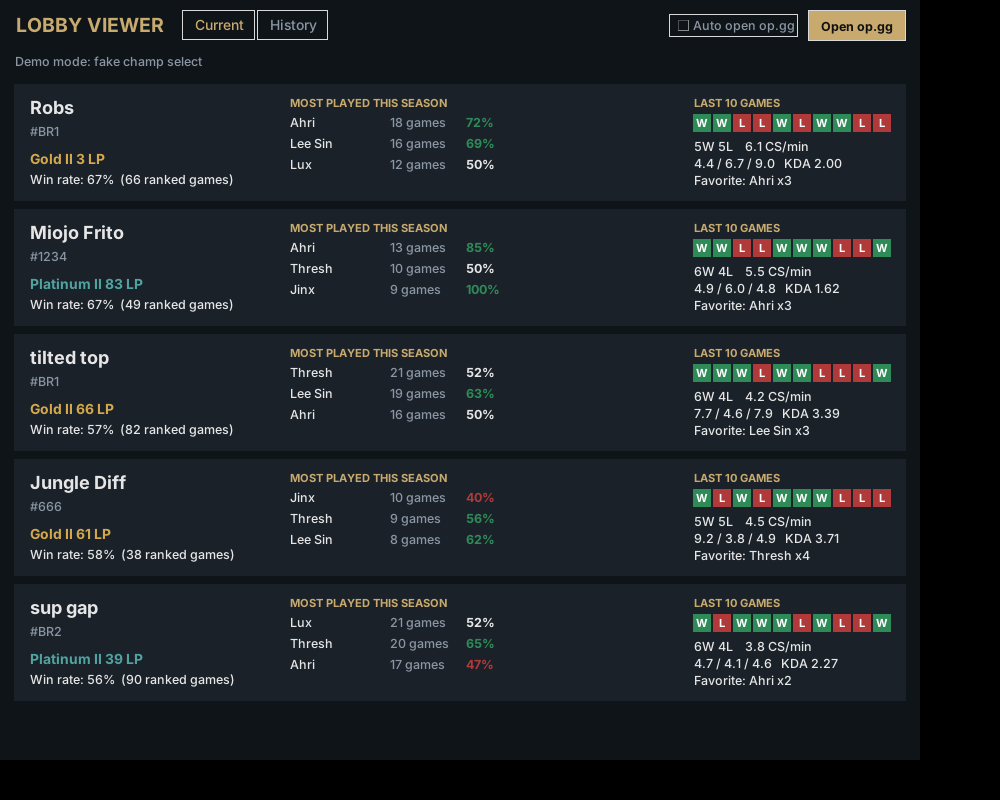 LOBBY VIEWER Current History Auto open op.gg Open op.gg
Demo mode: fake champ select
Robs
#BR1
Gold II 3 LP
Win rate: 67% (66 ranked games)
MOST PLAYED THIS SEASON
Ahri 18 games 72%
Lee Sin 16 games 69%
Lux 12 games 50%
LAST 10 GAMES
W W L L W L W W L L
5W 5L 6.1 CS/min
4.4 / 6.7 / 9.0 KDA 2.00
Favorite: Ahri x3
Miojo Frito
#1234
Platinum II 83 LP
Win rate: 67% (49 ranked games)
MOST PLAYED THIS SEASON
Ahri 13 games 85%
Thresh 10 games 50%
Jinx 9 games 100%
LAST 10 GAMES
W W L L W W W L L W
6W 4L 5.5 CS/min
4.9 / 6.0 / 4.8 KDA 1.62
Favorite: Ahri x3
tilted top
#BR1
Gold II 66 LP
Win rate: 57% (82 ranked games)
MOST PLAYED THIS SEASON
Thresh 21 games 52%
Lee Sin 19 games 63%
Ahri 16 games 50%
LAST 10 GAMES
W W W L W W L L L W
6W 4L 4.2 CS/min
7.7 / 4.6 / 7.9 KDA 3.39
Favorite: Lee Sin x3
Jungle Diff
#666
Gold II 61 LP
Win rate: 58% (38 ranked games)
MOST PLAYED THIS SEASON
Jinx 10 games 40%
Thresh 9 games 56%
Lee Sin 8 games 62%
LAST 10 GAMES
W L W L W W W L L L
5W 5L 4.5 CS/min
9.2 / 3.8 / 4.9 KDA 3.71
Favorite: Thresh x4
sup gap
#BR2
Platinum II 39 LP
Win rate: 56% (90 ranked games)
MOST PLAYED THIS SEASON
Lux 21 games 52%
Thresh 20 games 65%
Ahri 17 games 47%
LAST 10 GAMES
W L W W W L W L L W
6W 4L 3.8 CS/min
4.7 / 4.1 / 4.6 KDA 2.27
Favorite: Ahri x2